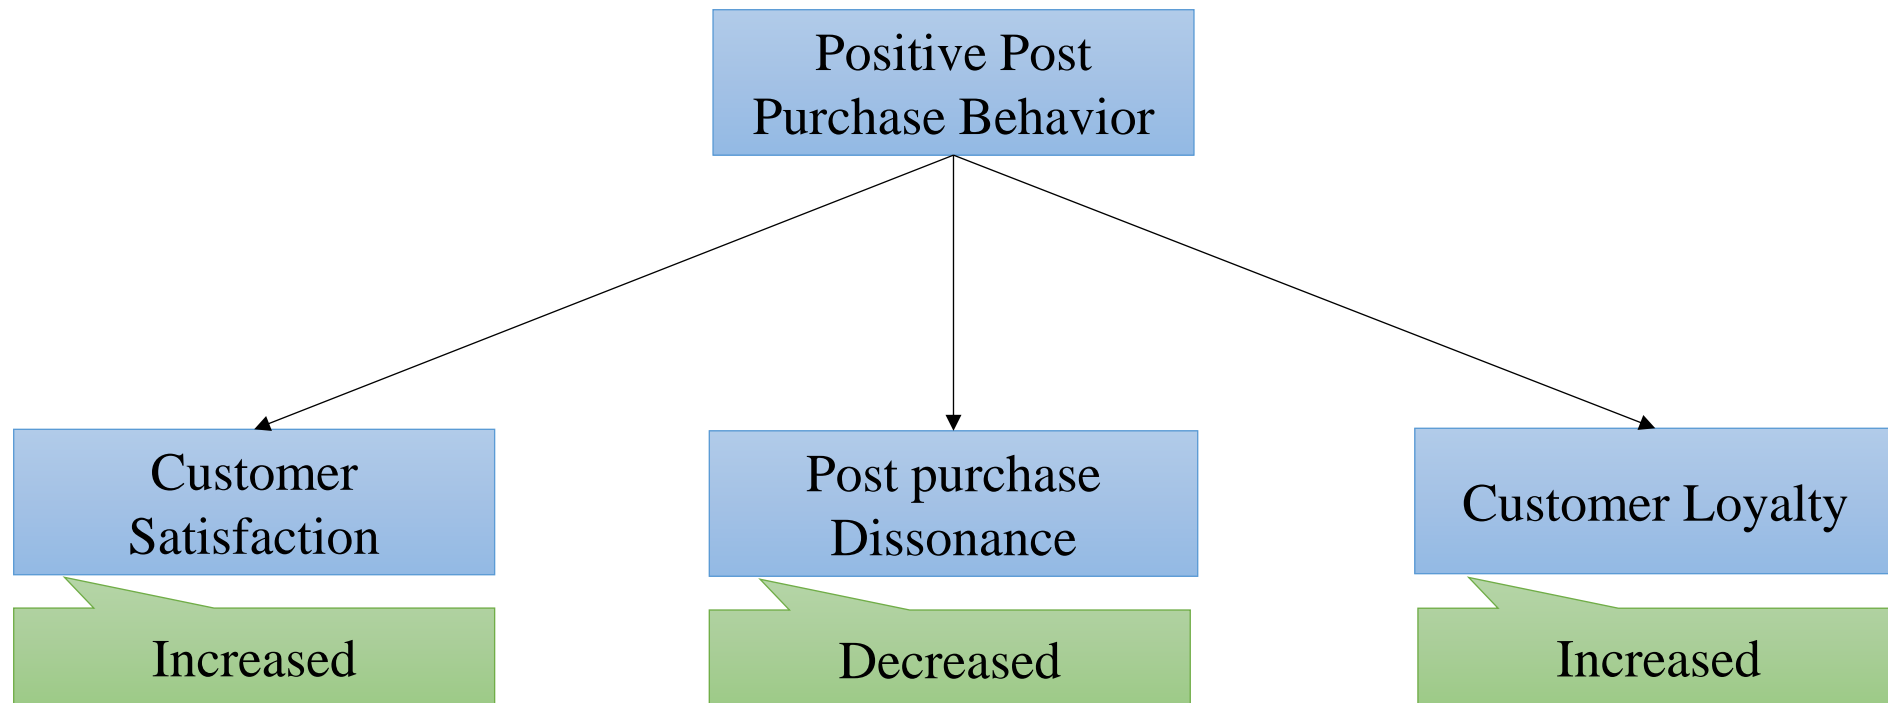 Positive Post
Purchase Behavior
Customer
Satisfaction
Post purchase
Dissonance
Customer Loyalty
Increased
Decreased
Increased